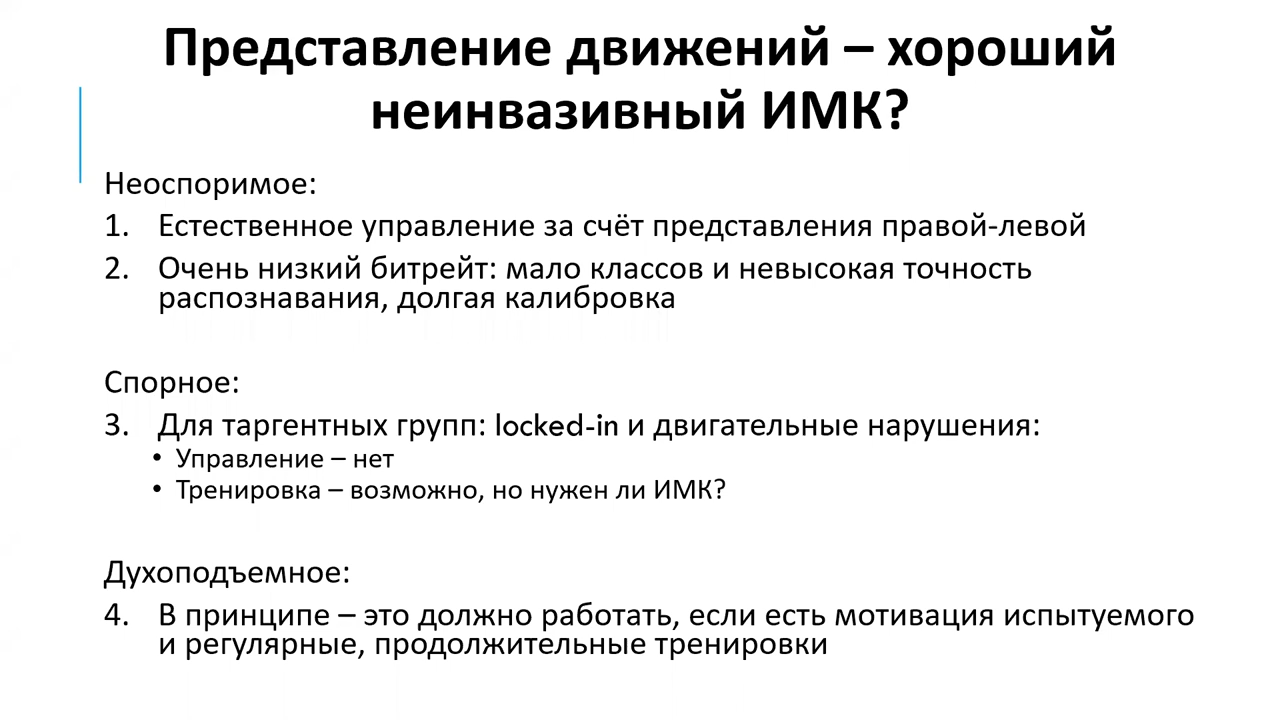 Представление движений – хороший
неинвазивный ИМК?
Неоспоримое:
1. Естественное управление за счёт представления правой-левой
2. Очень низкий битрейт: мало классов и невысокая точность
распознавания, долгая калибровка
Спорное:
3. Для таргентных групп: locked-in и двигательные нарушения:
• Управление – нет
• Тренировка – возможно, но нужен ли ИМК?
Духоподъемное:
4. В принципе – это должно работать, если есть мотивация испытуемого
и регулярные, продолжительные тренировки